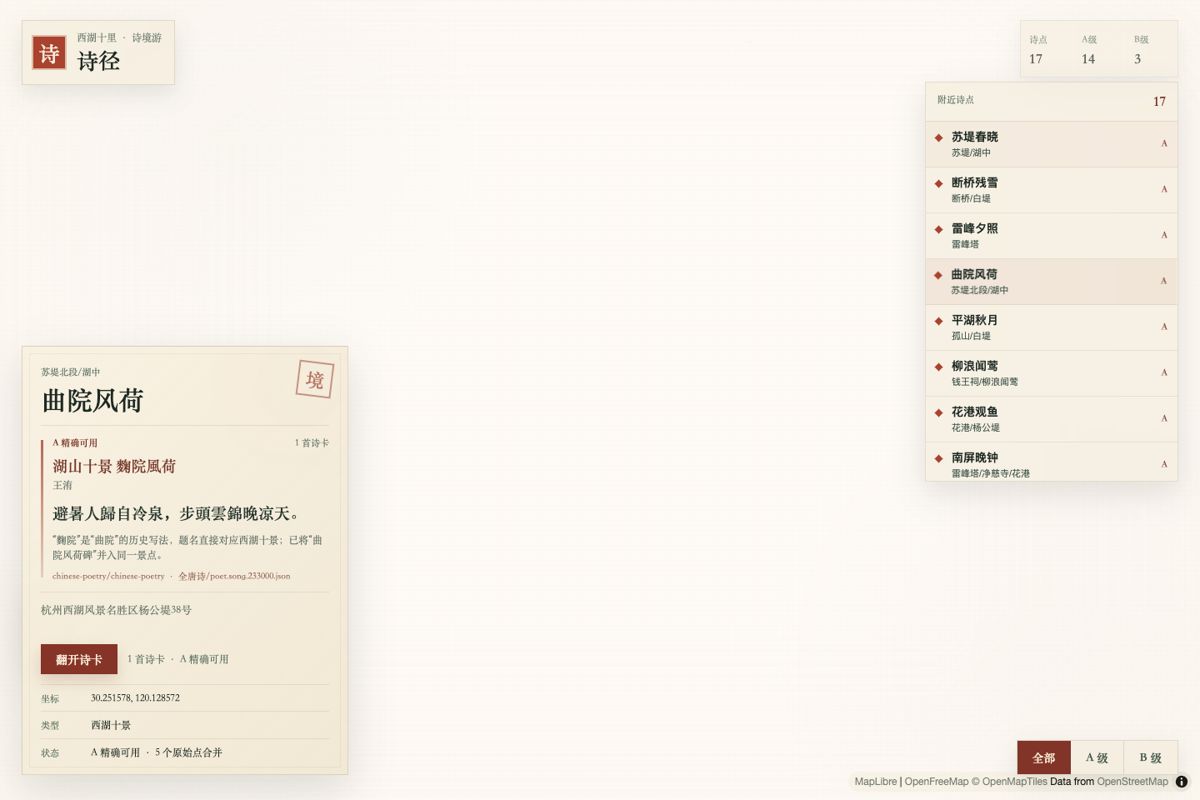 诗
西湖十里 · 诗境游
诗径
诗点 A级 B级
17 14 3
附近诗点 17
苏堤春晓 A
苏堤/湖中
断桥残雪 A
断桥/白堤
雷峰夕照 A
雷峰塔
曲院风荷 A
苏堤北段/湖中
平湖秋月 A
孤山/白堤
柳浪闻莺 A
钱王祠/柳浪闻莺
花港观鱼 A
花港/杨公堤
南屏晚钟 A
雷峰塔/净慈寺/花港
苏堤北段/湖中
境
曲院风荷
A 精确可用 1 首诗卡
湖山十景 麴院風荷
王洧
避暑人歸自冷泉，步頭雲錦晚凉天。
“麴院”是“曲院”的历史写法，题名直接对应西湖十景；已将“曲
院风荷碑”并入同一景点。
chinese-poetry/chinese-poetry · 全唐诗/poet.song.233000.json
杭州西湖风景名胜区杨公堤38号
翻开诗卡 1 首诗卡 · A 精确可用
坐标 30.251578, 120.128572
类型 西湖十景
状态 A 精确可用 · 5 个原始点合并
全部 A 级 B 级
MapLibre | OpenFreeMap © OpenMapTiles Data from OpenStreetMap